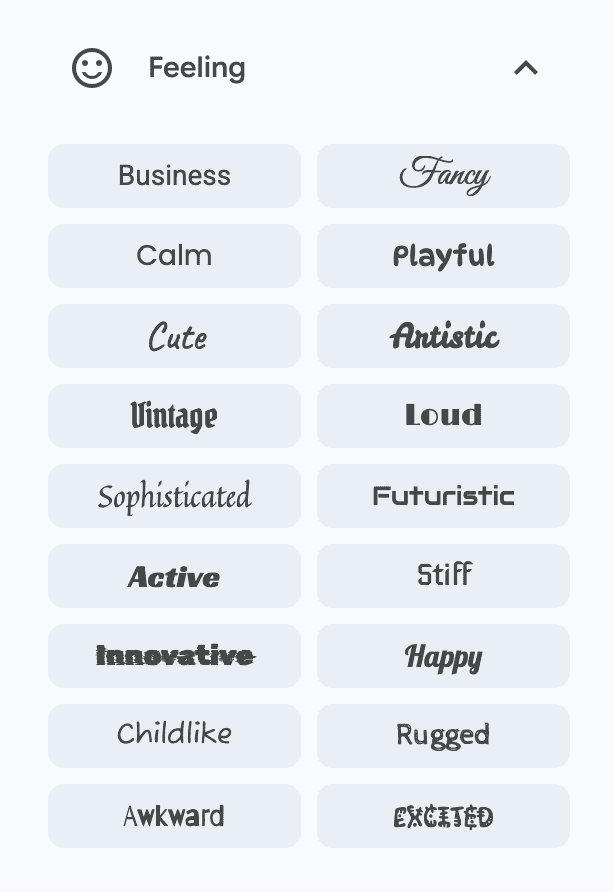 Feeling
Business
Fancy
Calm
Playful
Cute
Artistic
Vintage
Loud
Sophisticated
Futuristic
Active
Stiff
Innovative
Happy
Childlike
Rugged
Awkward
EXCITED